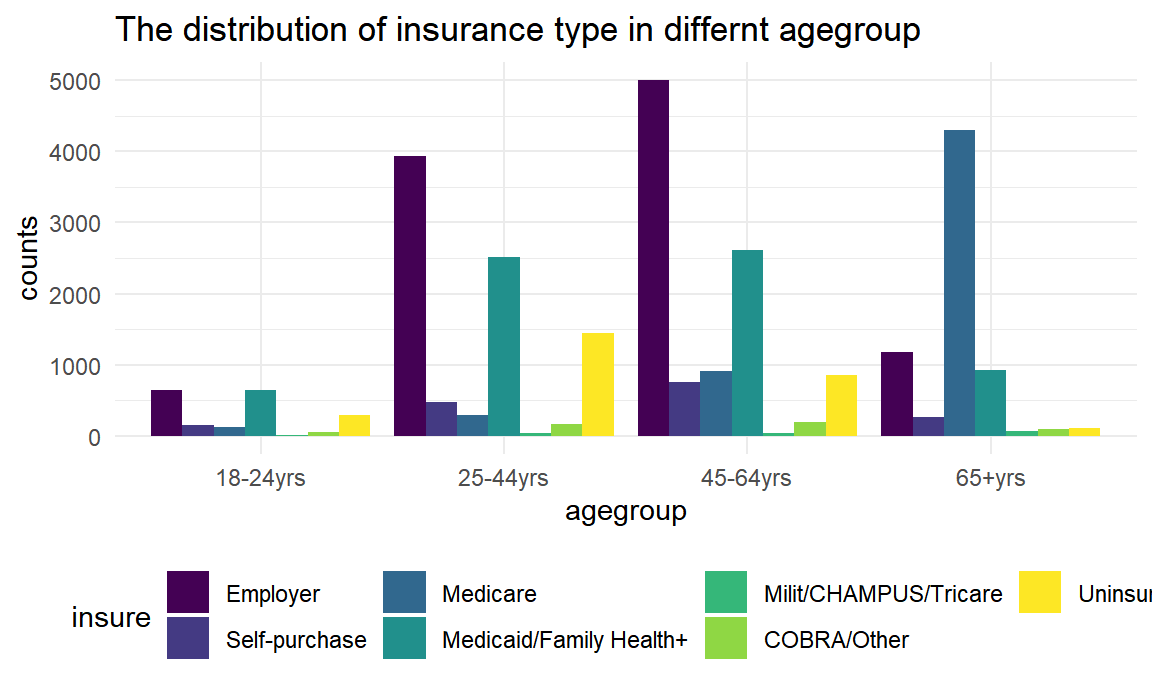 The distribution of insurance type in differnt agegroup
5000
4000
3000
2000
1000
0
counts
18-24yrs 25-44yrs 45-64yrs 65+yrs
agegroup
insure
Employer Medicare Milit/CHAMPUS/Tricare
Self-purchase Medicaid/Family Health+ COBRA/Other